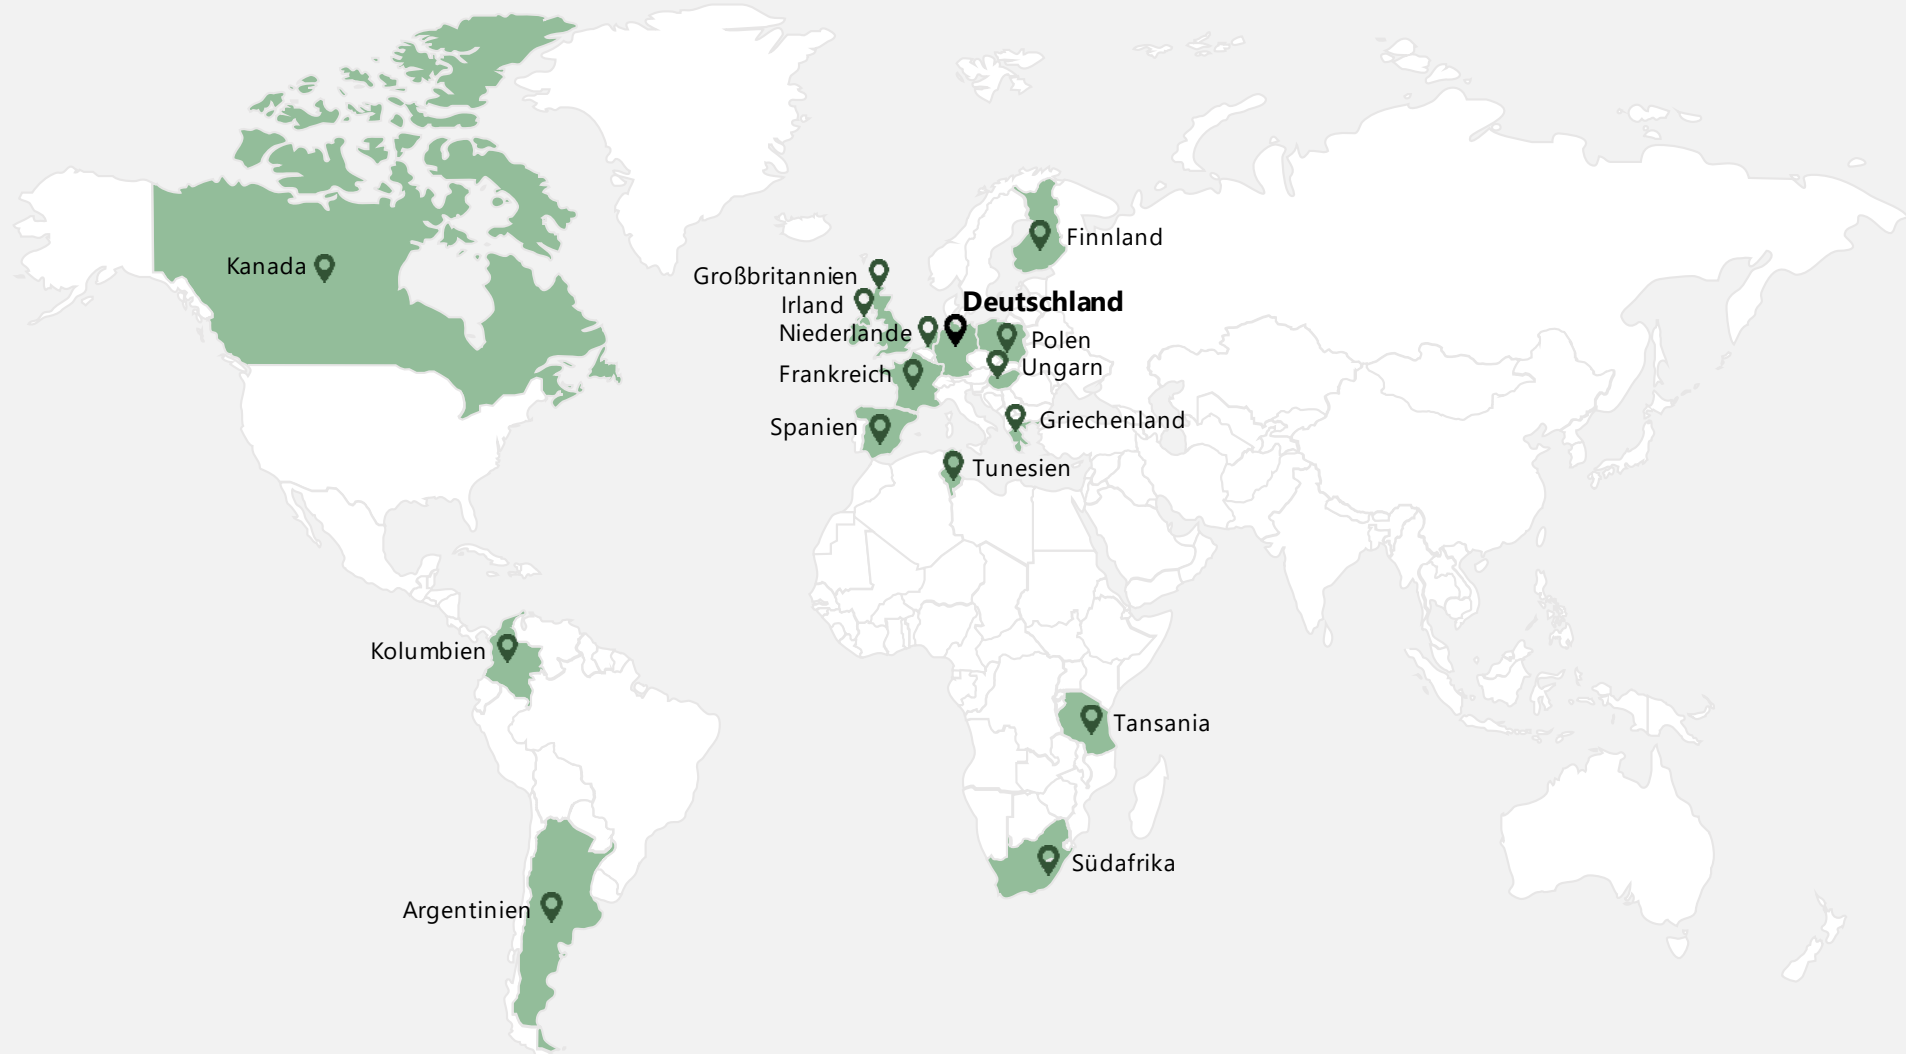 Finnland
Kanada
Großbritannien
Deutschland
Irland
Niederlande
Polen
Ungarn
Frankreich
Griechenland
Spanien
Tunesien
Kolumbien
Tansania
Südafrika
Argentinien